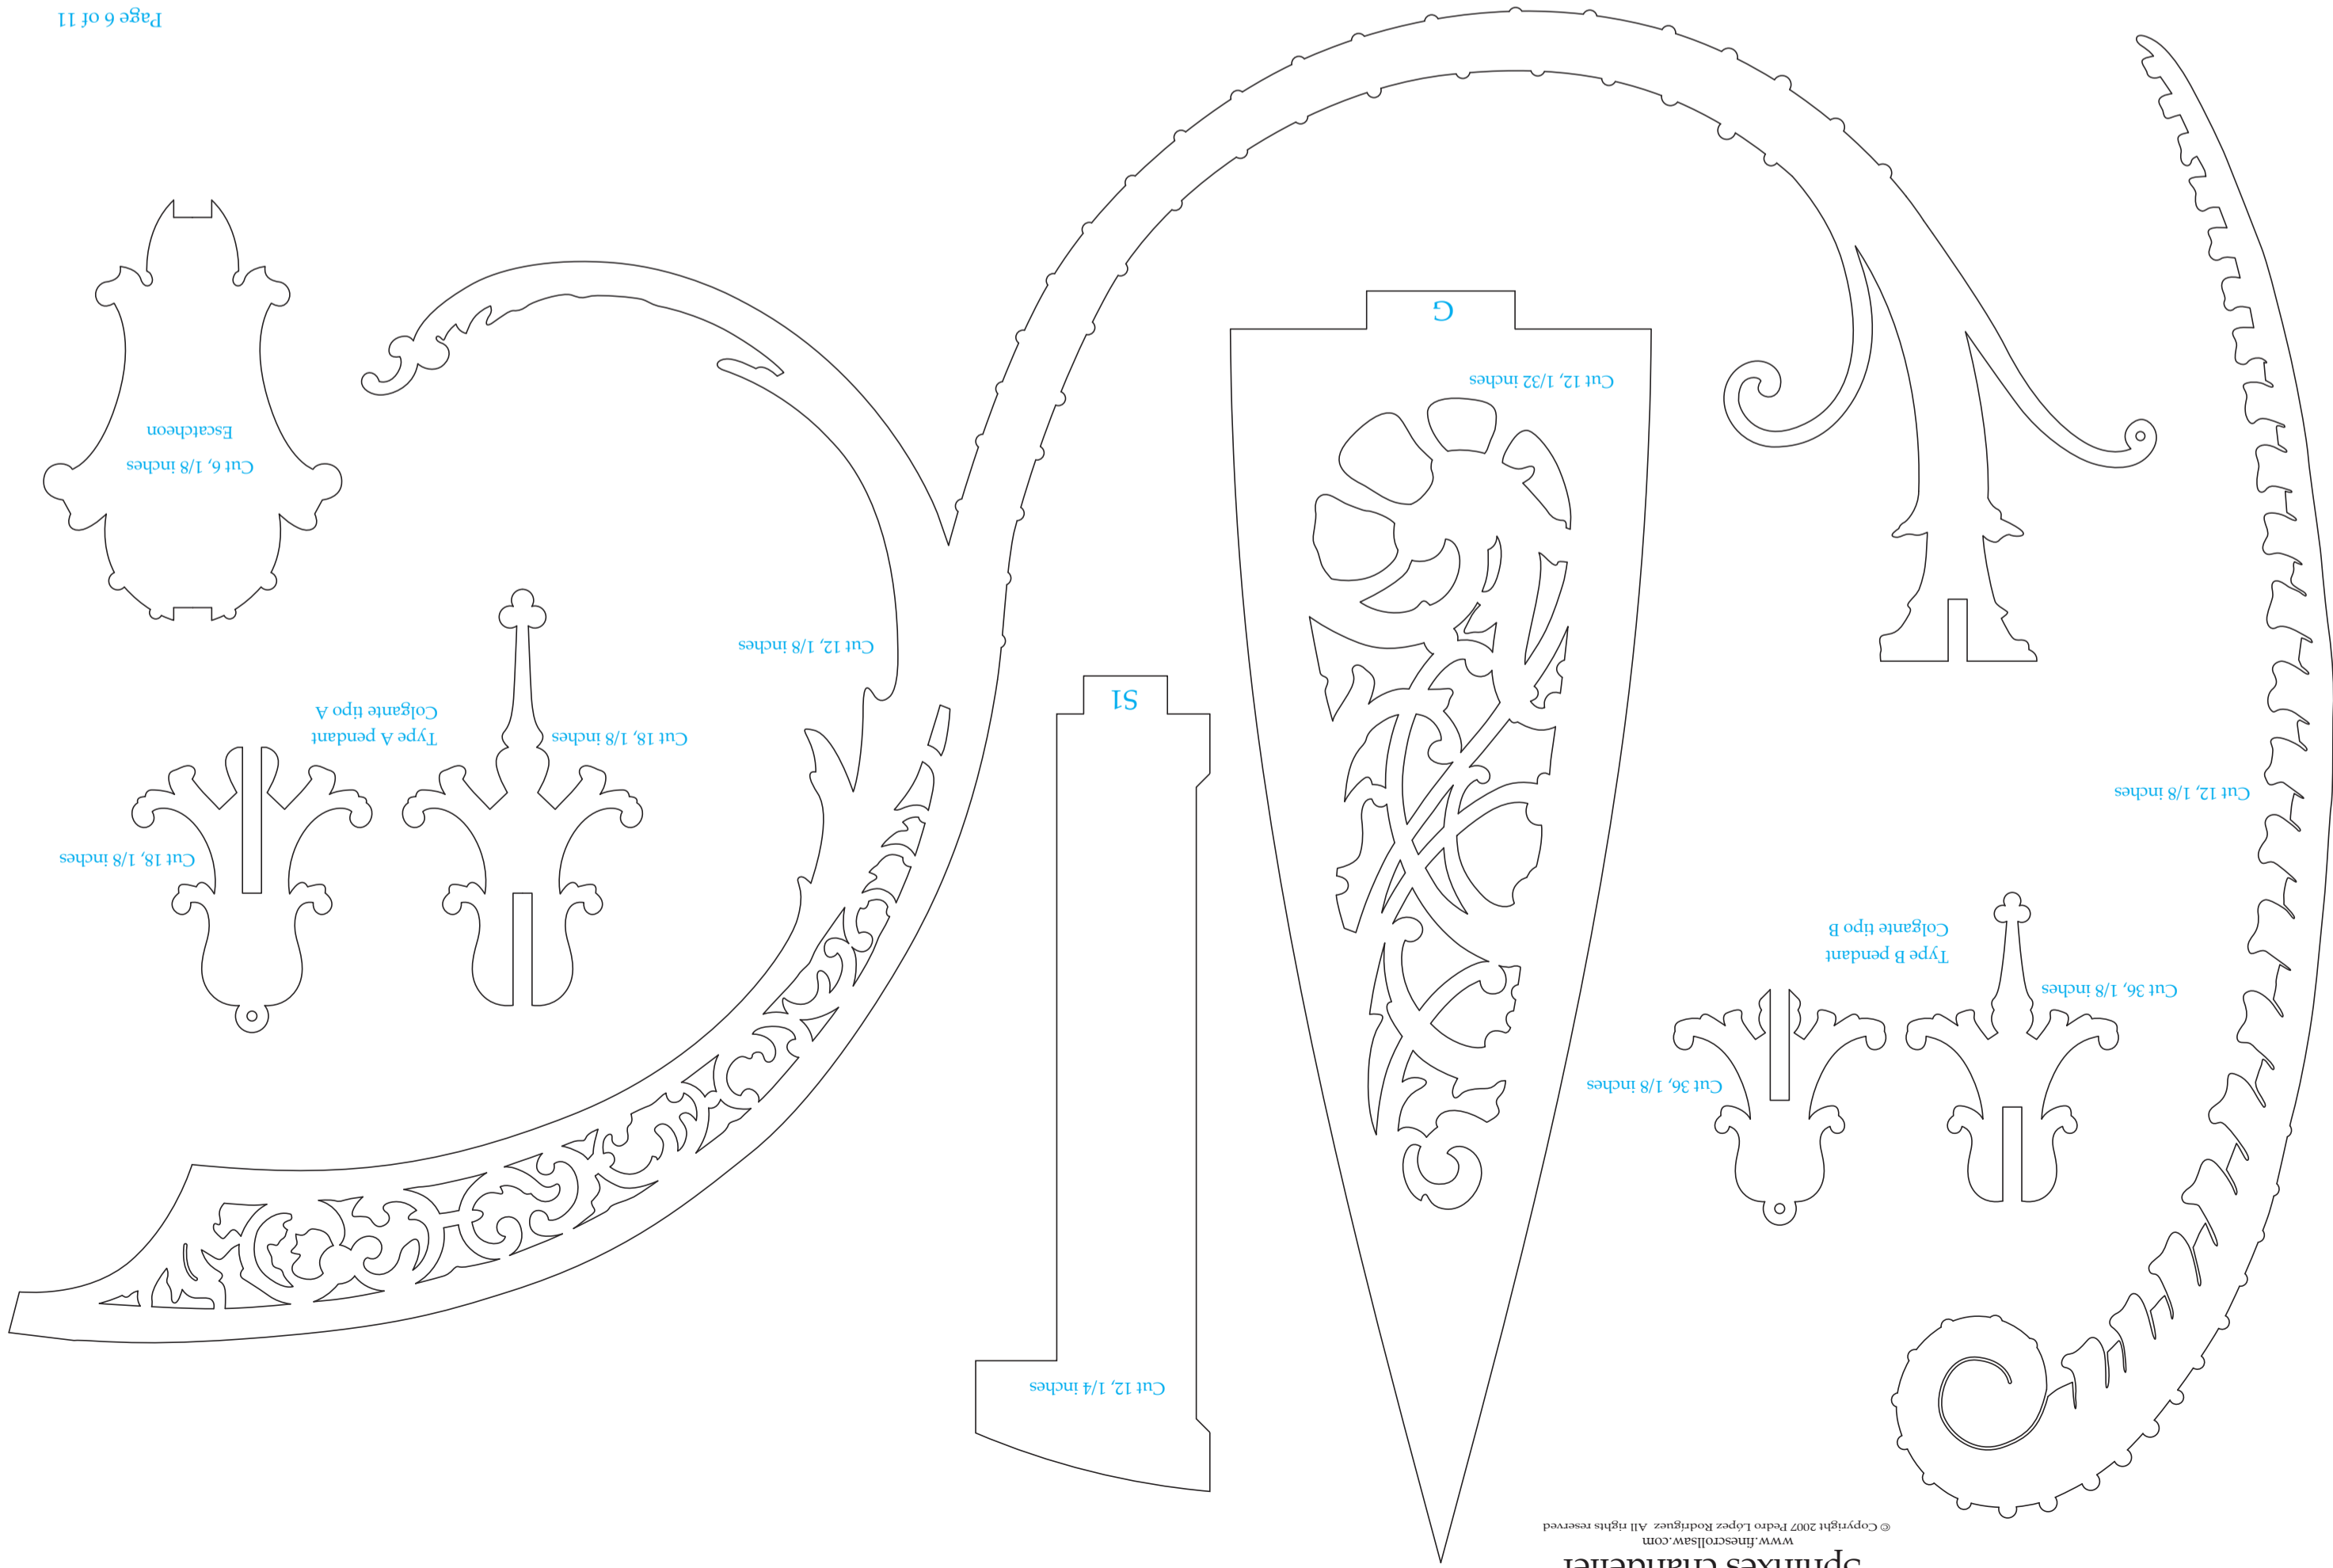 Sphinxes chandelier
www.finescrollsaw.com
© Copyright 2007 Pedro López Rodríguez All rights reserved
Cut 12, 1/4 inches
Cut 36, 1/8 inches
Cut 36, 1/8 inches
Type B pendant
Colgante tipo B
Cut 18, 1/8 inches
Cut 12, 1/8 inches
Cut 18, 1/8 inches
Type A pendant
Colgante tipo A
S1
Cut 12, 1/8 inches
Cut 6, 1/8 inches
Escatcheon
Cut 12, 1/32 inches
G
Page 6 of 11